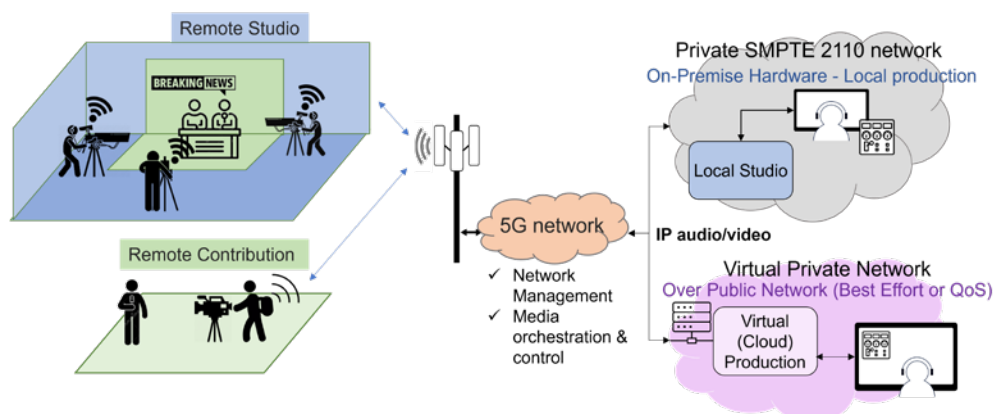 Remote Studio
BREAKING NEWS
Remote Contribution
5G network
✓ Network
Management
✓ Media
orchestration &
control
IP audio/video
Private SMPTE 2110 network
On-Premise Hardware - Local production
Local Studio
Virtual Private Network
Over Public Network (Best Effort or QoS)
Virtual
(Cloud)
Production